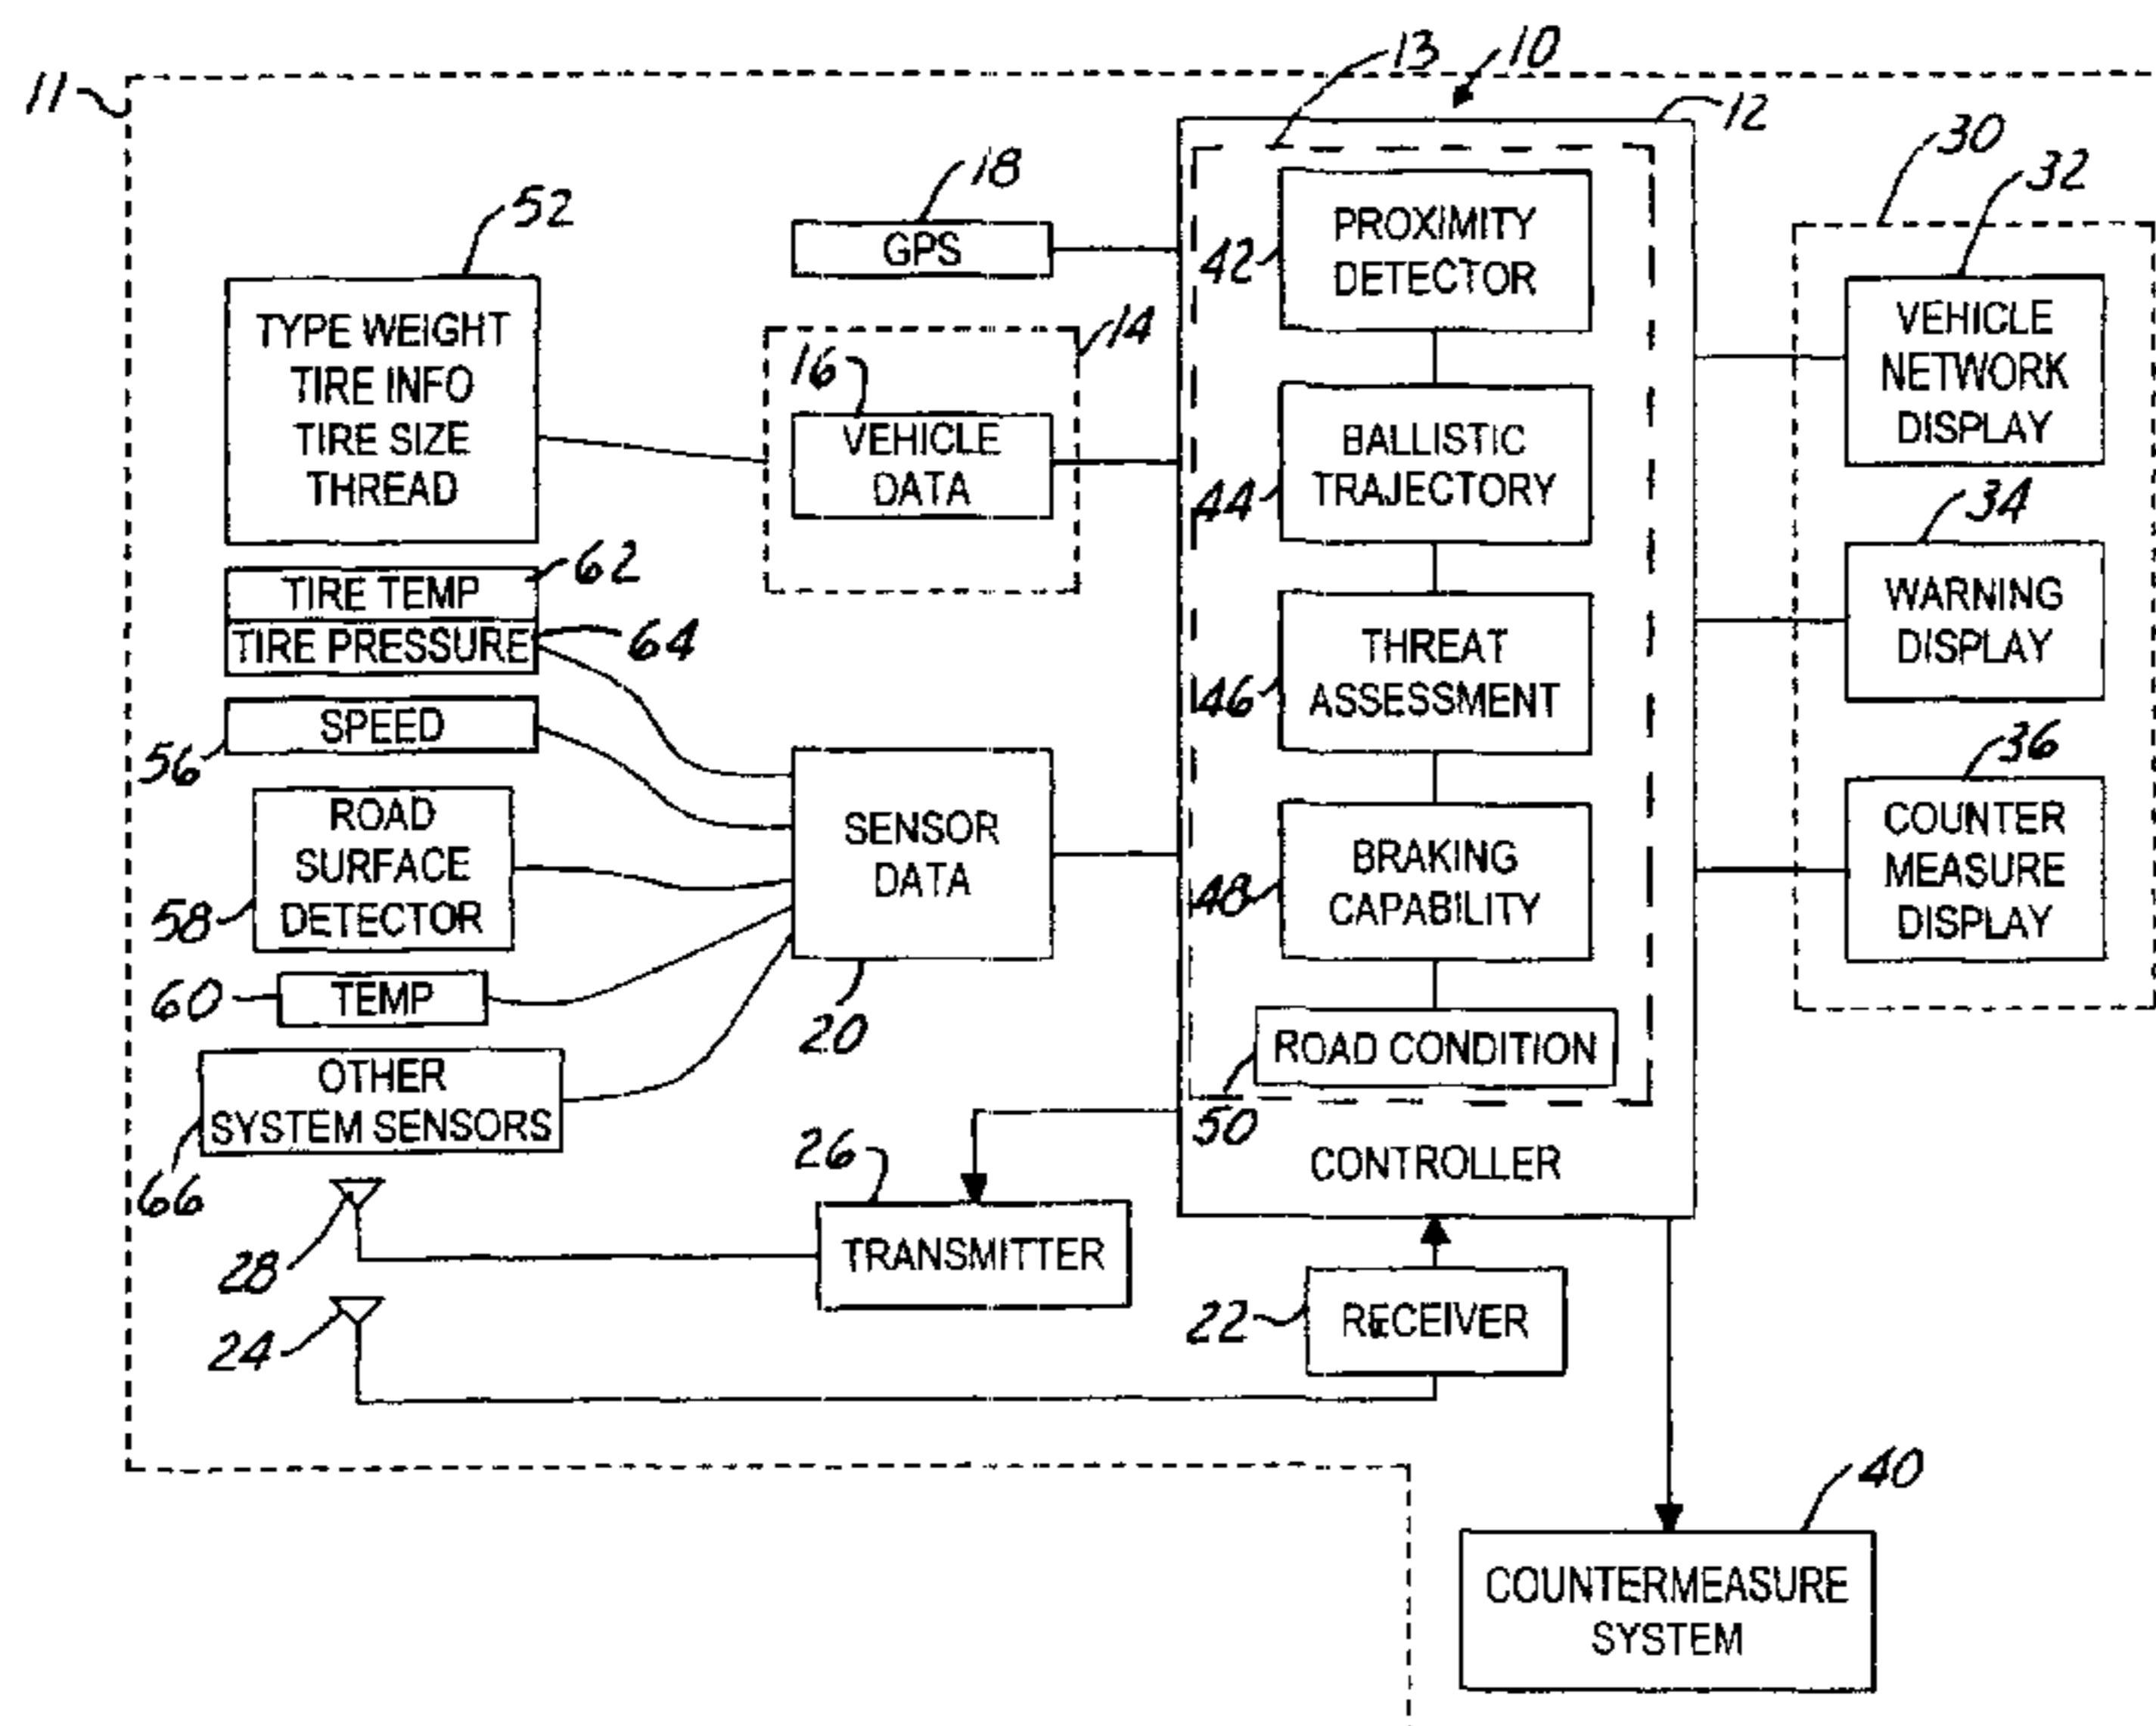 11
13
10
12
18
GPS
52
TYPE WEIGHT
TIRE INFO
TIRE SIZE
THREAD
14
16
VEHICLE
DATA
62
TIRE TEMP
TIRE PRESSURE
64
SPEED
56
ROAD
SURFACE
DETECTOR
58
60
TEMP
OTHER
SYSTEM SENSORS
66
SENSOR
DATA
20
42
PROXIMITY
DETECTOR
44
BALLISTIC
TRAJECTORY
46
THREAT
ASSESSMENT
48
BRAKING
CAPABILITY
ROAD CONDITION
50
CONTROLLER
30
32
VEHICLE
NETWORK
DISPLAY
34
WARNING
DISPLAY
36
COUNTER
MEASURE
DISPLAY
26
TRANSMITTER
28
24
22
RECEIVER
40
COUNTERMEASURE
SYSTEM